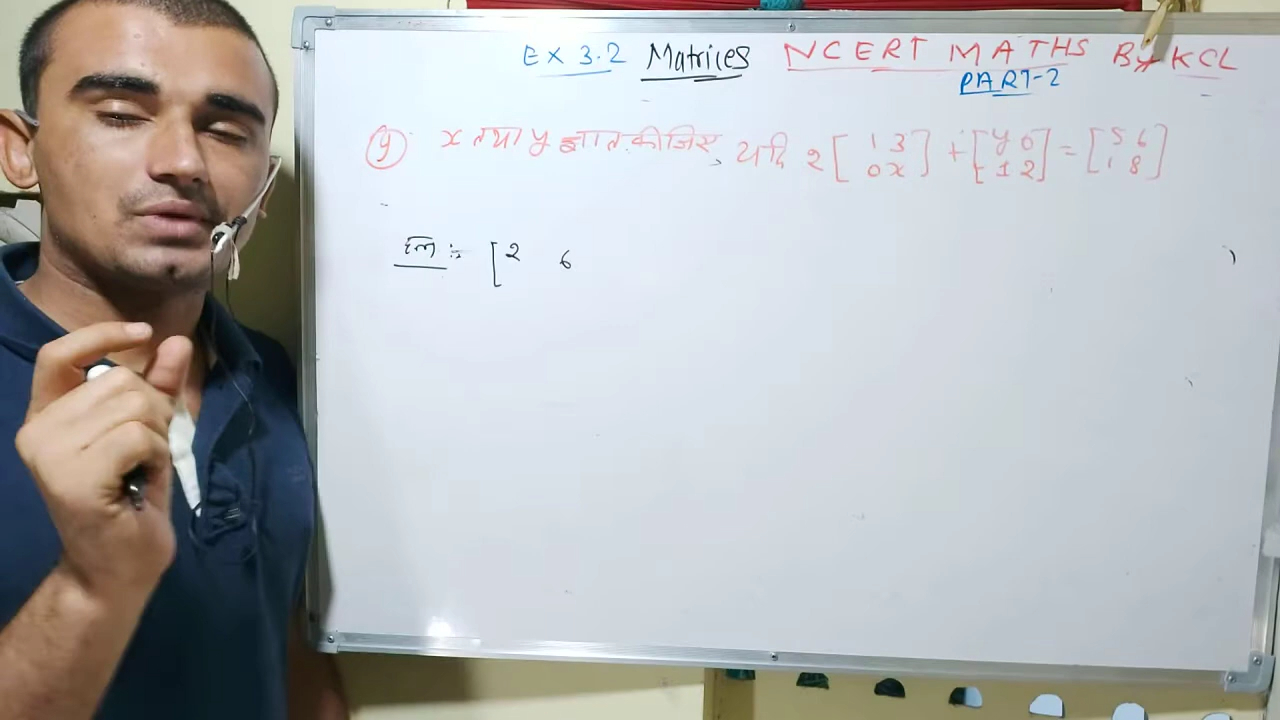 EX 3.2 Matrices NCERT MATHS By KCL
PART-2
9 x तथा y ज्ञात कीजिए, यदि 2 [1 3 0 x] + [y 0 1 2] = [5 6 1 8]
हल :- [2 6